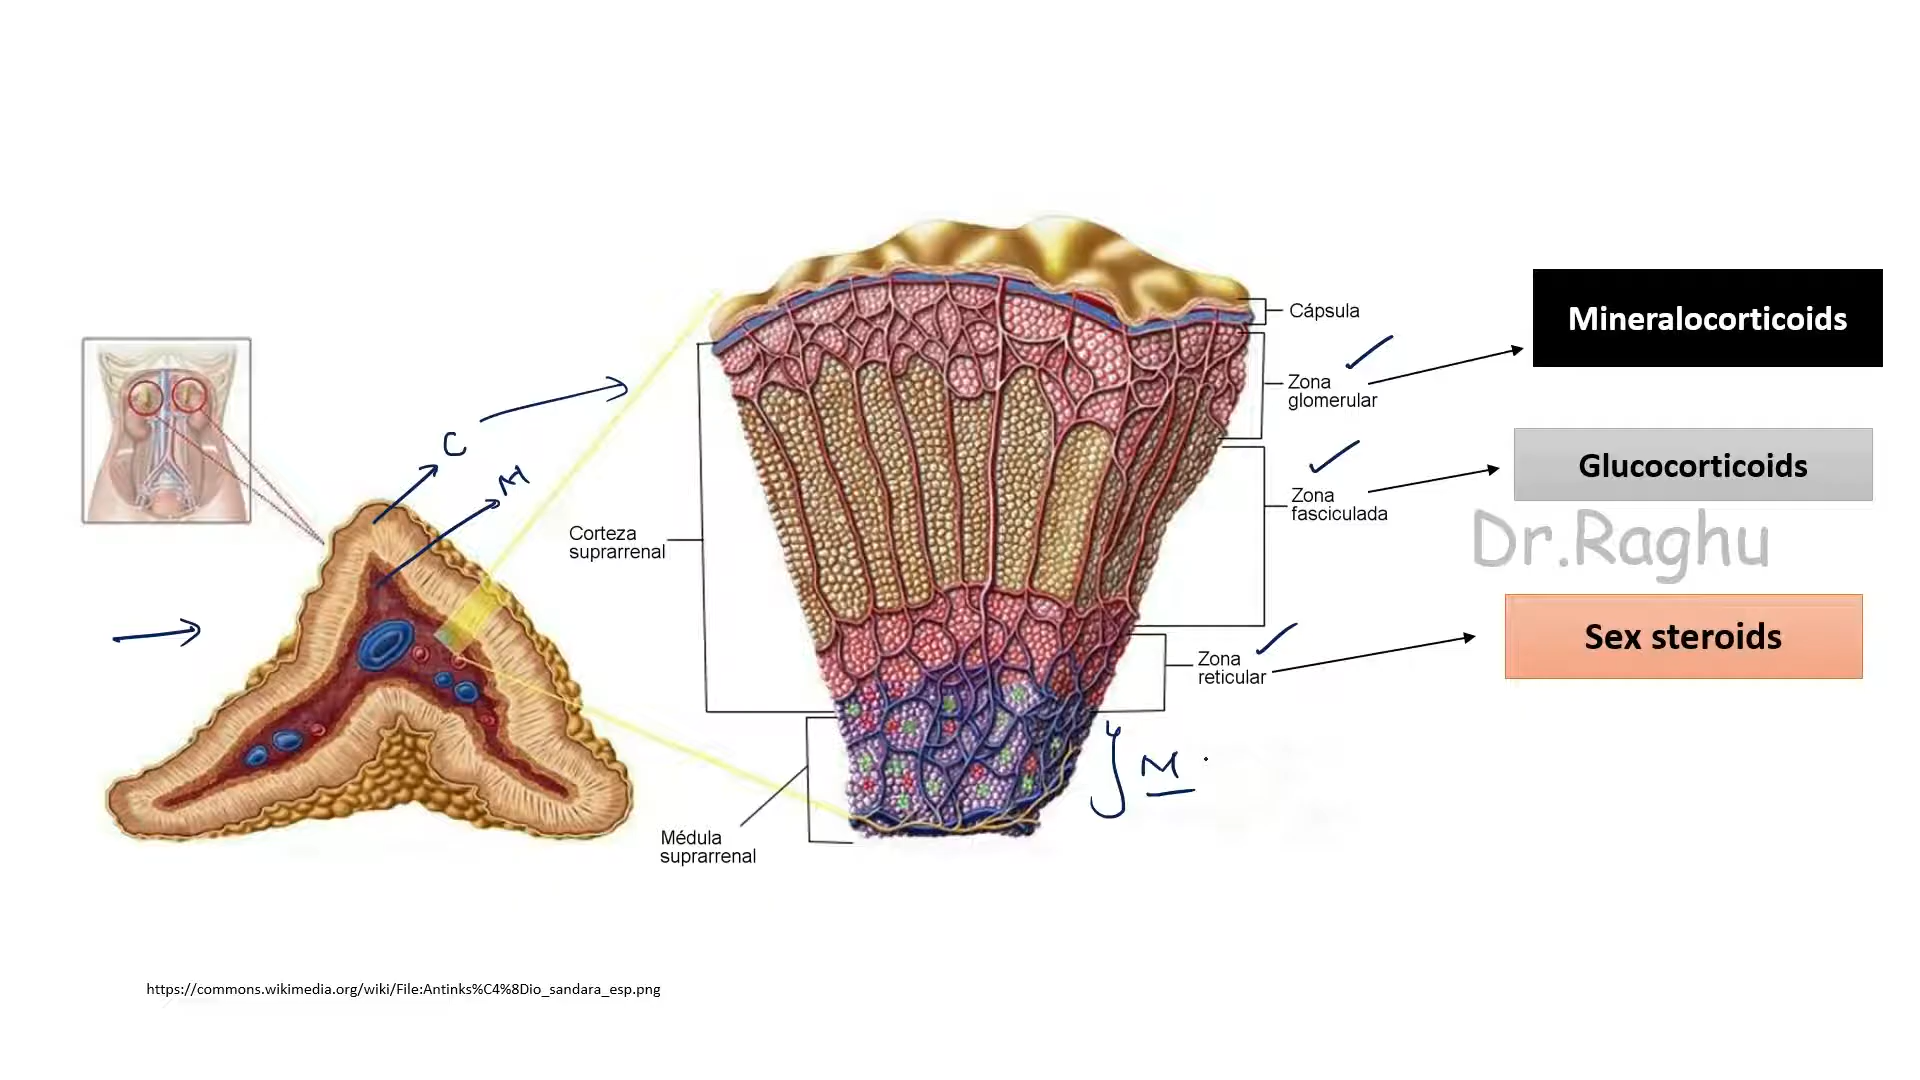 Cápsula
Mineralocorticoids
Zona
glomerular
C
M
Glucocorticoids
Zona
fasciculada
Corteza
suprarrenal
Dr.Raghu
Sex steroids
Zona
reticular
M
Médula
suprarrenal
https://commons.wikimedia.org/wiki/File:Antinks%C4%8Dio_sandara_esp.png